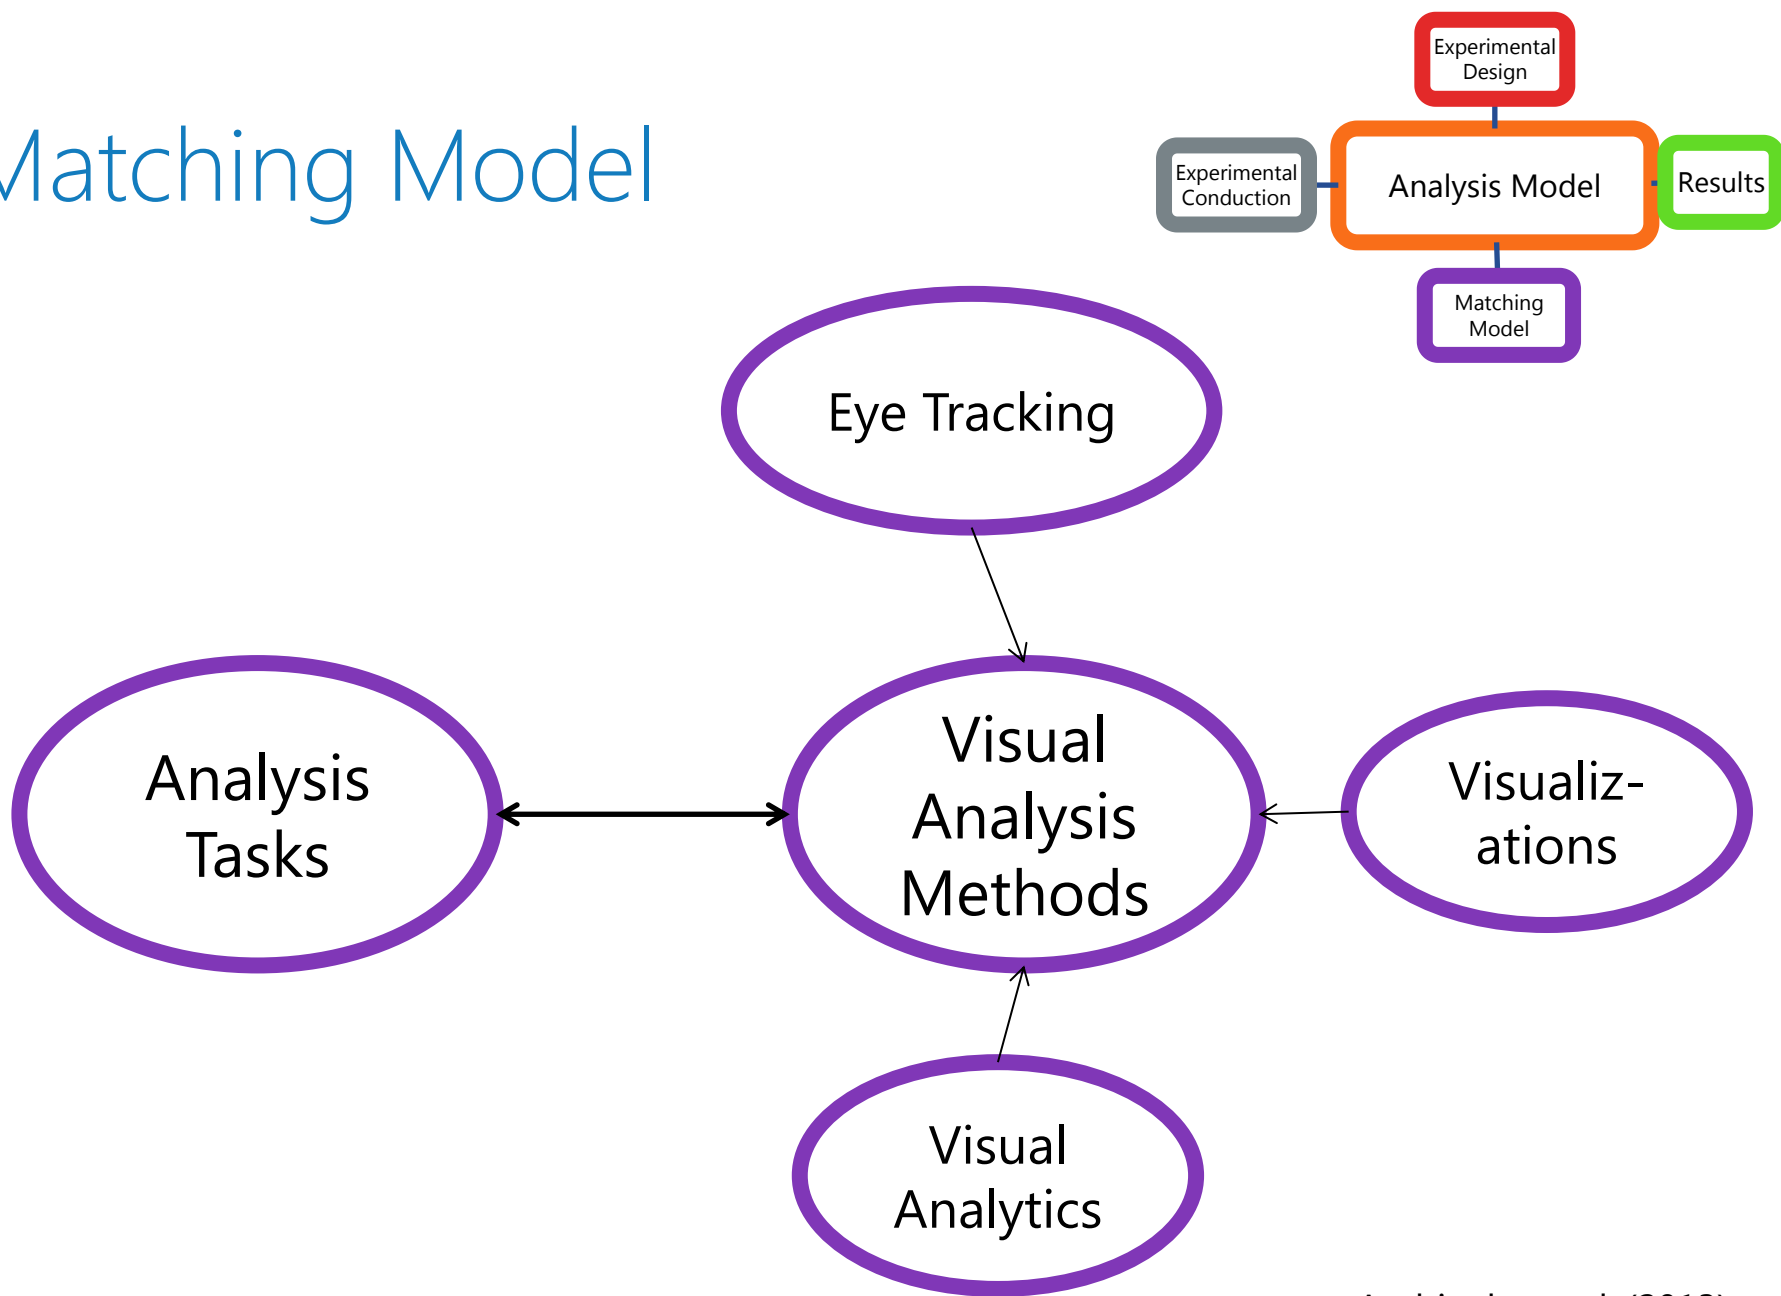 Matching Model
Experimental
Design
Experimental
Conduction
Analysis Model
Results
Matching
Model
Eye Tracking
Analysis
Tasks
Visual
Analysis
Methods
Visualiz-
ations
Visual
Analytics